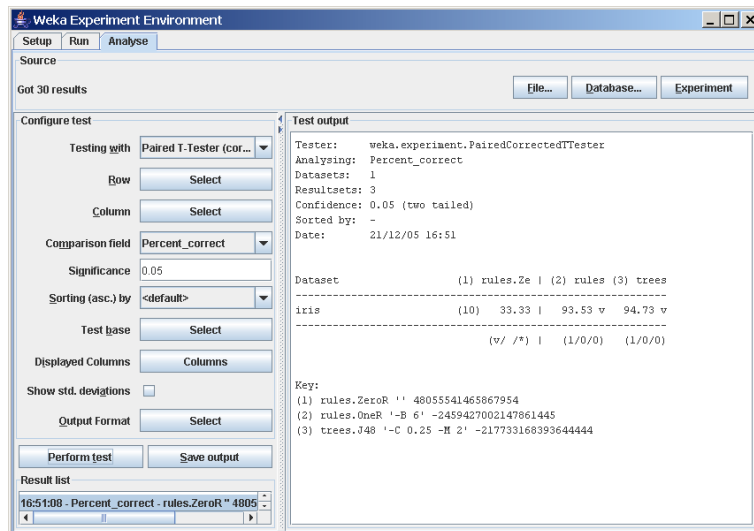 Weka Experiment Environment
Setup Run Analyse
Source
Got 30 results
File... Database... Experiment
Configure test
Testing with Paired T-Tester (cor...
Row Select
Column Select
Comparison field Percent_correct
Significance 0.05
Sorting (asc.) by <default>
Test base Select
Displayed Columns Columns
Show std. deviations
Output Format Select
Perform test Save output
Result list
16:51:08 - Percent_correct - rules.ZeroR '' 4805
Test output
Tester: weka.experiment.PairedCorrectedTTester
Analysing: Percent_correct
Datasets: 1
Resultsets: 3
Confidence: 0.05 (two tailed)
Sorted by: -
Date: 21/12/05 16:51
Dataset (1) rules.Ze | (2) rules (3) trees
--------------------------------------------------------------
iris (10) 33.33 | 93.53 v 94.73 v
--------------------------------------------------------------
(v/ /*) | (1/0/0) (1/0/0)
Key:
(1) rules.ZeroR '' 48055541465867954
(2) rules.OneR '-B 6' -2459427002147861445
(3) trees.J48 '-C 0.25 -M 2' -217733168393644444